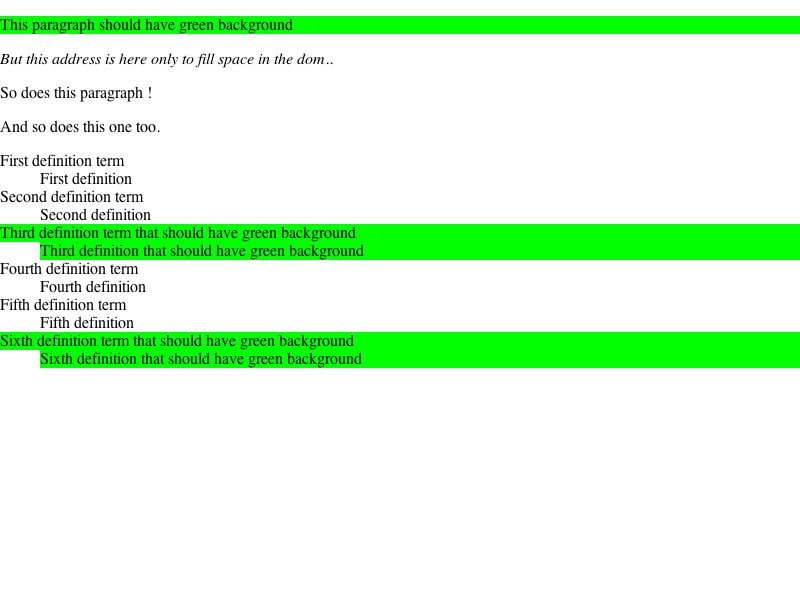 This paragraph should have green background
But this address is here only to fill space in the dom..
So does this paragraph !
And so does this one too.
First definition term
First definition
Second definition term
Second definition
Third definition term that should have green background
Third definition that should have green background
Fourth definition term
Fourth definition
Fifth definition term
Fifth definition
Sixth definition term that should have green background
Sixth definition that should have green background